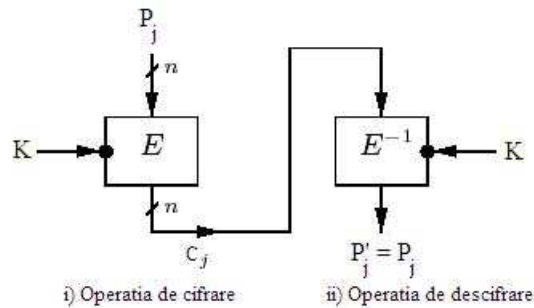 P_j
n
K E
E^{-1} K
n
C_j
P'_j = P_j
i) Operatia de cifrare
ii) Operatia de descifrare